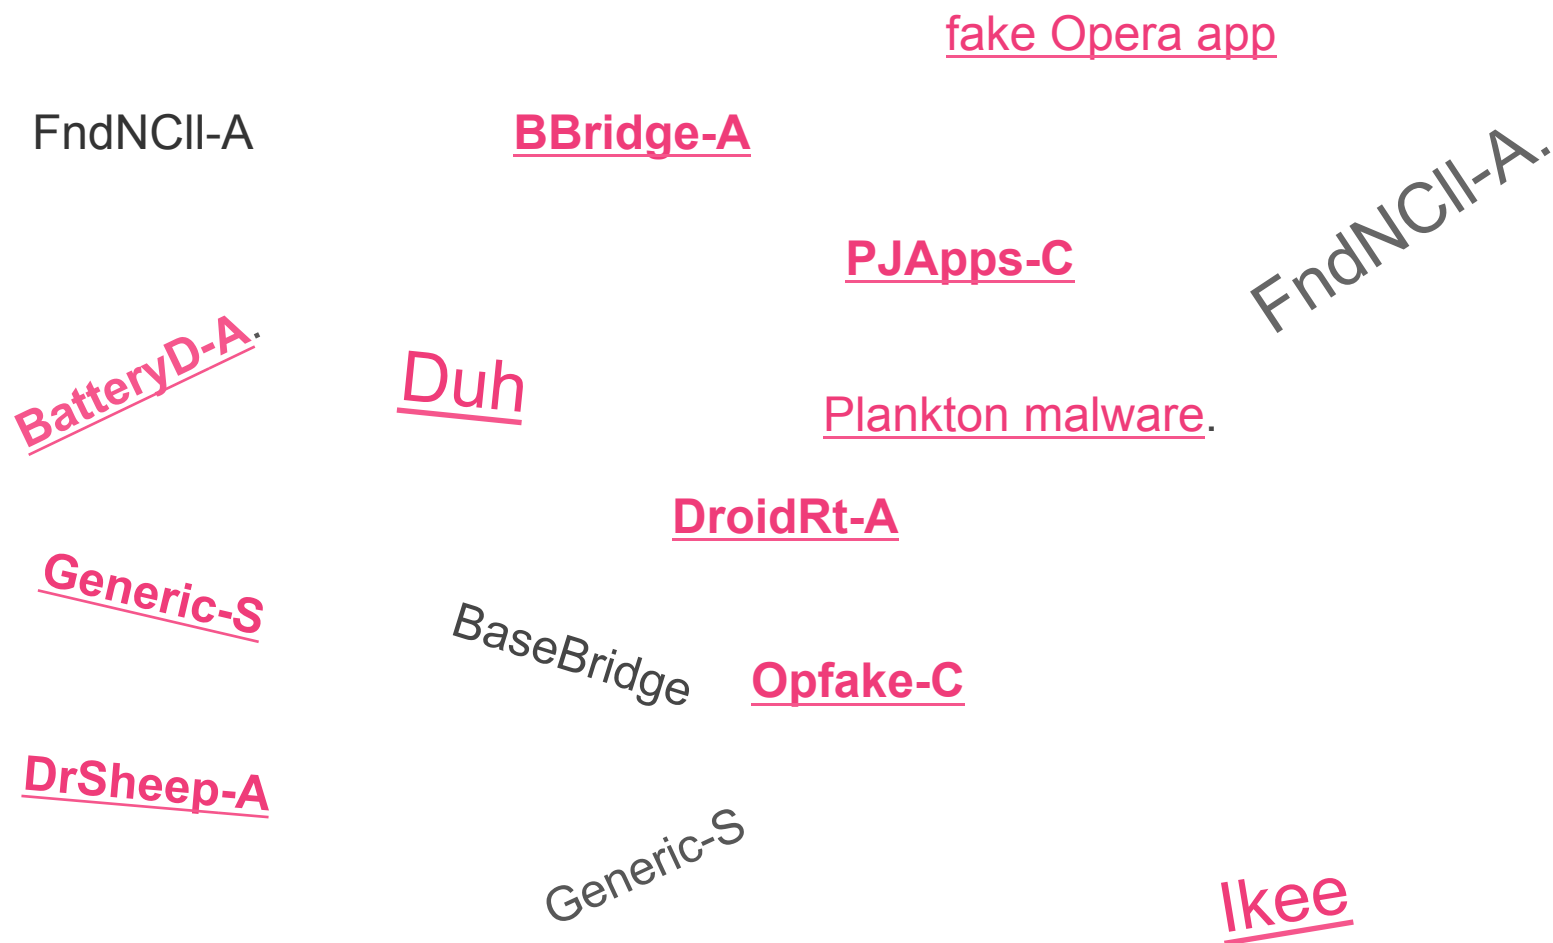 fake Opera app
FndNCll-A
BBridge-A
FndNCll-A.
PJApps-C
BatteryD-A.
Duh
Plankton malware.
DroidRt-A
Generic-S
BaseBridge
Opfake-C
DrSheep-A
Generic-S
Ikee